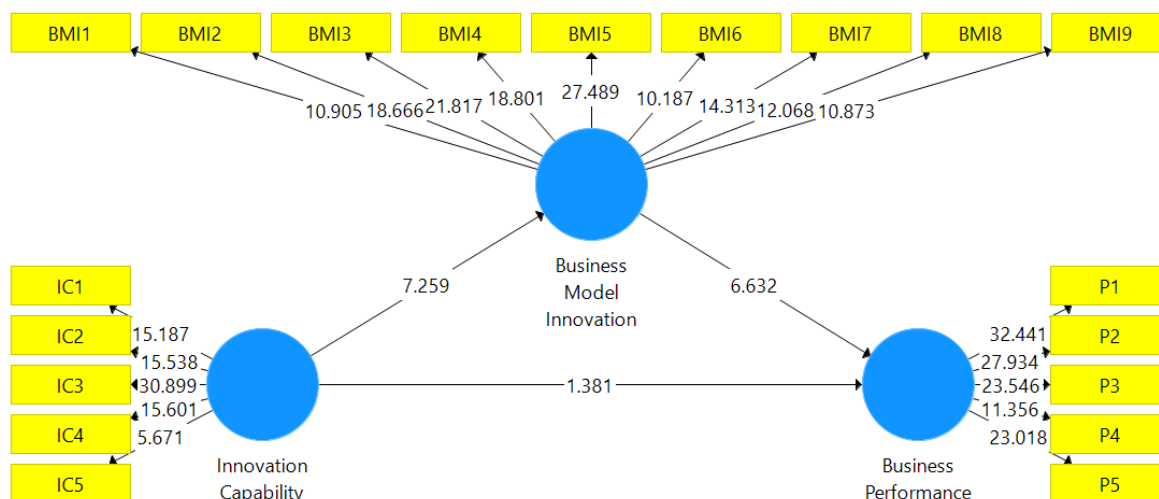 BMI1 BMI2 BMI3 BMI4 BMI5 BMI6 BMI7 BMI8 BMI9
10.905 18.666 21.817 18.801 27.489 10.187 14.313 12.068 10.873
Business
Model
Innovation
7.259 6.632
IC1
IC2
IC3
IC4
IC5
15.187
15.538
30.899
15.601
5.671
Innovation
Capability
1.381
Business
Performance
32.441
27.934
23.546
11.356
23.018
P1
P2
P3
P4
P5